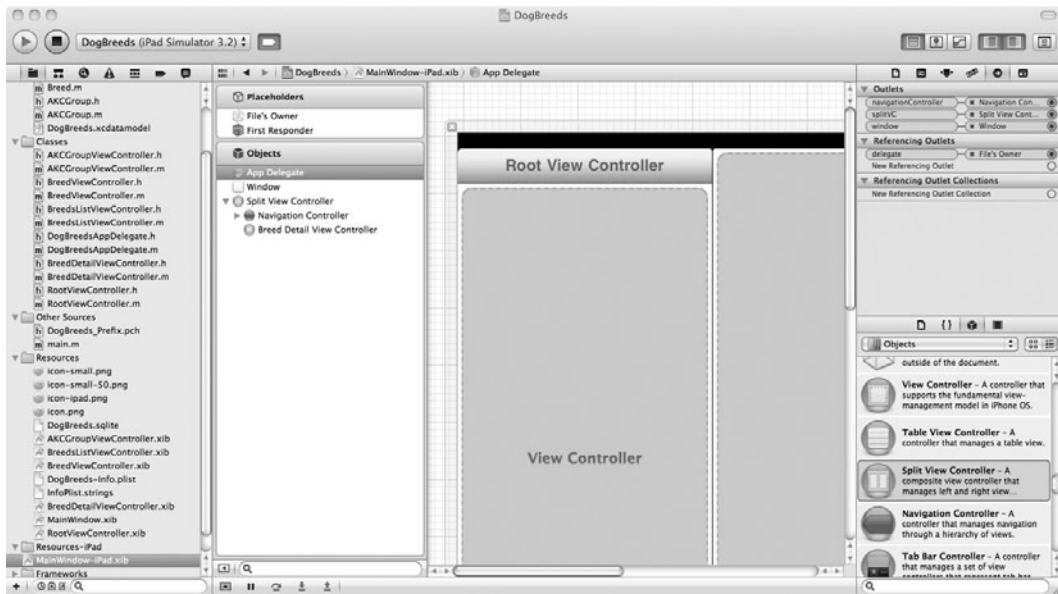 DogBreeds
DogBreeds (iPad Simulator 3.2)
DogBreeds
MainWindow-iPad.xib
App Delegate
Breed.m
AKCGroup.h
AKCGroup.m
DogBreeds.xcdatamodel
Classes
AKCGroupViewController.h
AKCGroupViewController.m
BreedViewController.h
BreedViewController.m
BreedsListViewController.h
BreedsListViewController.m
DogBreedsAppDelegate.h
DogBreedsAppDelegate.m
BreedDetailViewController.h
BreedDetailViewController.m
RootViewController.h
RootViewController.m
Other Sources
DogBreeds_Prefix.pch
main.m
Resources
icon-small.png
icon-small-50.png
icon-ipad.png
icon.png
DogBreeds.sqlite
AKCGroupViewController.xib
BreedsListViewController.xib
BreedViewController.xib
DogBreeds-Info.plist
InfoPlist.strings
BreedDetailViewController.xib
MainWindow.xib
RootViewController.xib
Resources-iPad
MainWindow-iPad.xib
Frameworks
Placeholders
File's Owner
First Responder
Objects
App Delegate
Window
Split View Controller
Navigation Controller
Breed Detail View Controller
Root View Controller
View Controller
Outlets
navigationController Navigation Con...
splitVC Split View Cont...
window Window
Referencing Outlets
delegate File's Owner
New Referencing Outlet
Referencing Outlet Collections
New Referencing Outlet Collection
Objects
outside of the document.
View Controller – A controller that
supports the fundamental view-
management model in iPhone OS.
Table View Controller – A
controller that manages a table view.
Split View Controller – A
composite view controller that
manages left and right view...
Navigation Controller – A
controller that manages navigation
through a hierarchy of views.
Tab Bar Controller – A controller
that manages a set of view